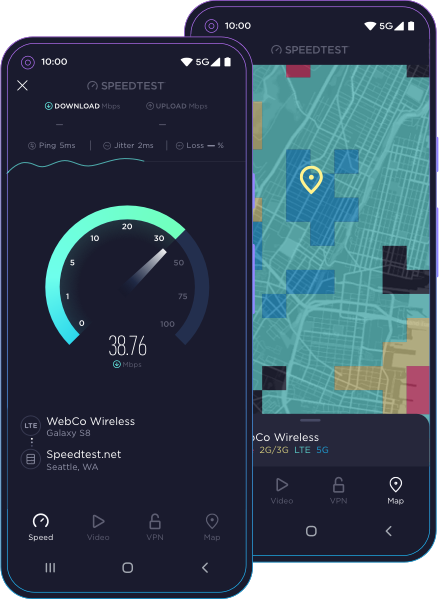 10:00 5G
SPEEDTEST
DOWNLOAD Mbps UPLOAD Mbps
— —
Ping 5ms Jitter 2ms Loss — %
0
1
5
10
20
30
50
75
100
38.76
Mbps
LTE WebCo Wireless
Galaxy S8
Speedtest.net
Seattle, WA
Speed Video VPN Map
10:00 5G
SPEEDTEST
Co Wireless
2G/3G LTE 5G
Video VPN Map